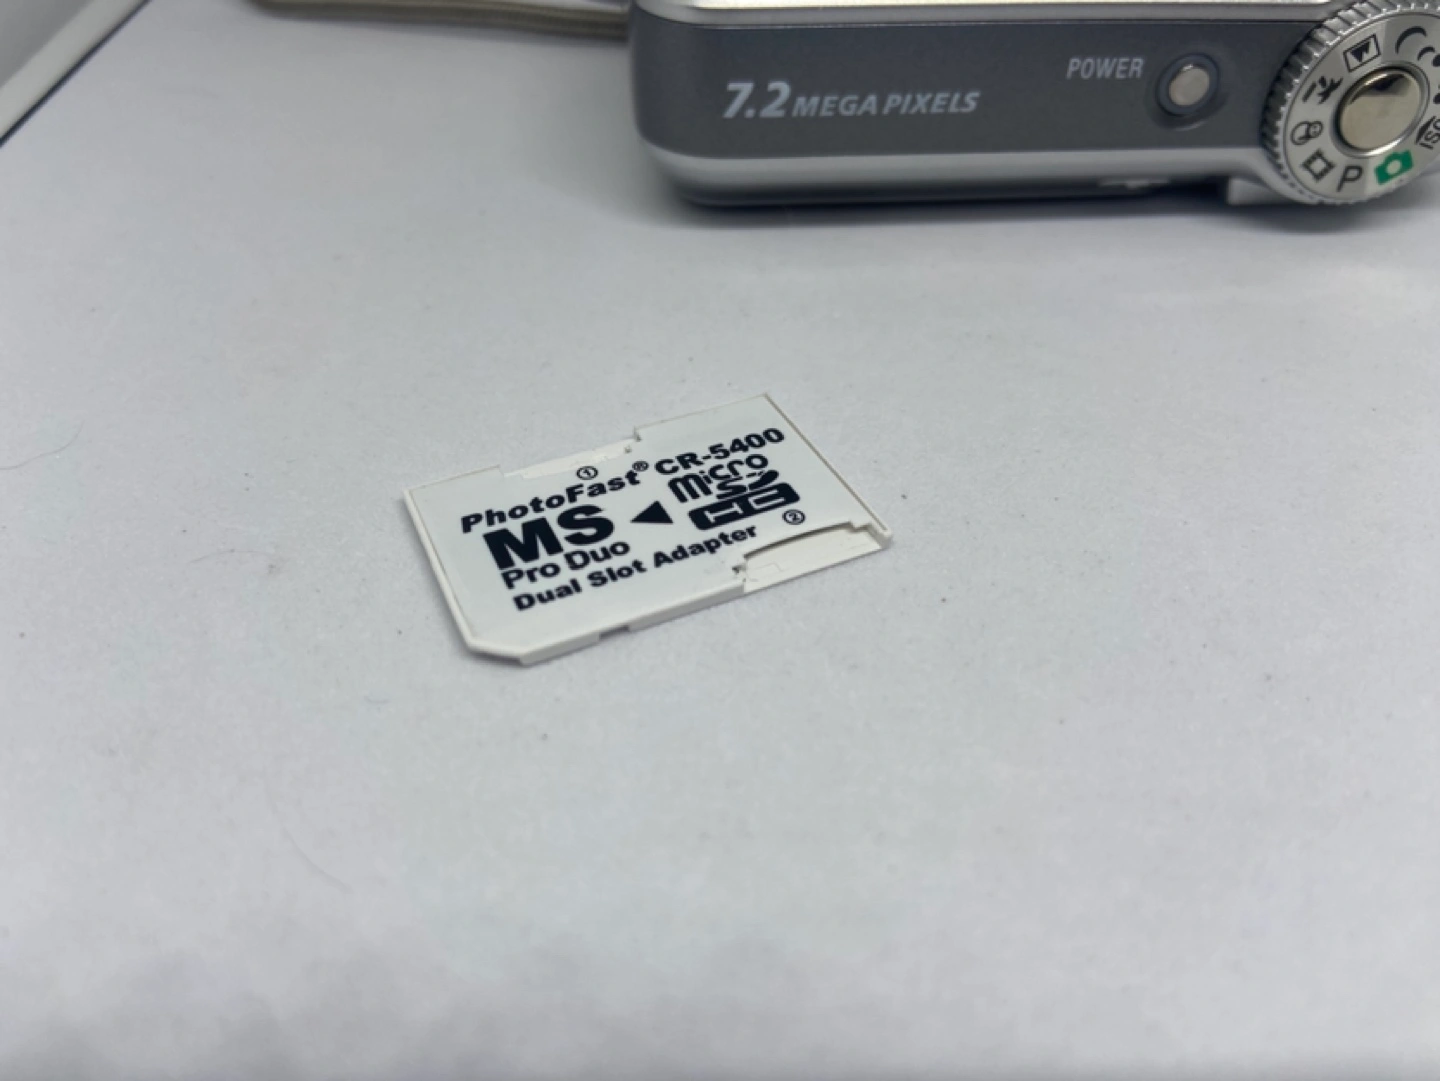 7.2 MEGA PIXELS
POWER
P
ISO
①
PhotoFast® CR-5400
MS ◀ micro
SD
HC
Pro Duo
②
Dual Slot Adapter